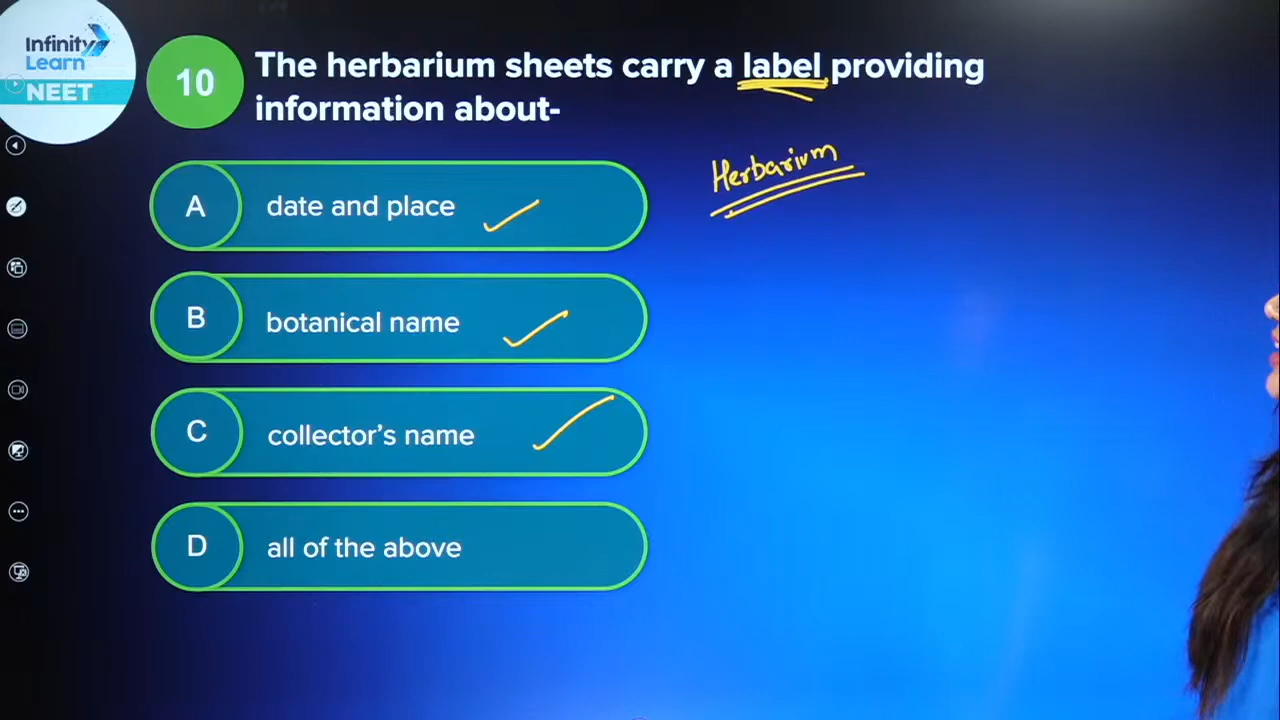 Infinity
Learn
NEET
10
The herbarium sheets carry a label providing
information about-
Herbarium
A
date and place
B
botanical name
C
collector's name
D
all of the above